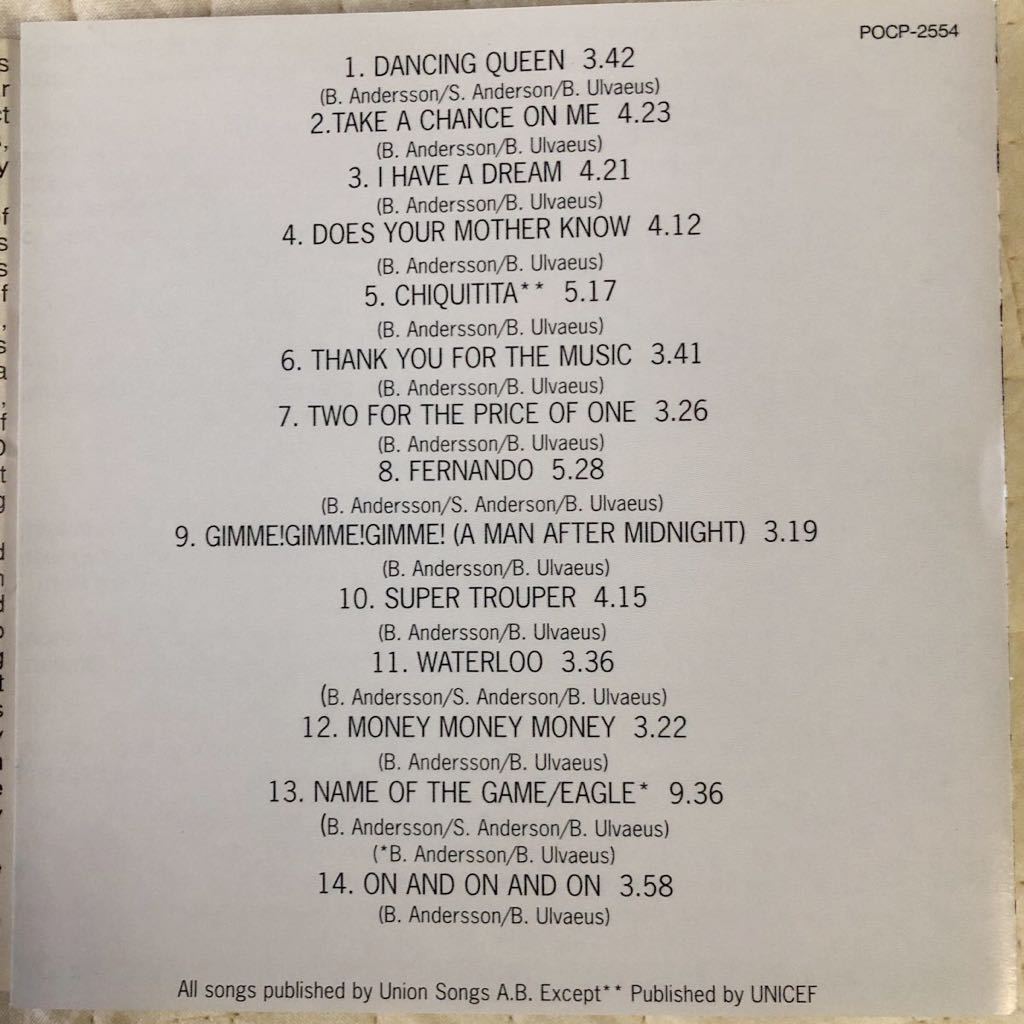 POCP-2554
1. DANCING QUEEN 3.42
(B. Andersson/S. Anderson/B. Ulvaeus)
2.TAKE A CHANCE ON ME 4.23
(B. Andersson/B. Ulvaeus)
3. I HAVE A DREAM 4.21
(B. Andersson/B. Ulvaeus)
4. DOES YOUR MOTHER KNOW 4.12
(B. Andersson/B. Ulvaeus)
5. CHIQUITITA** 5.17
(B. Andersson/B. Ulvaeus)
6. THANK YOU FOR THE MUSIC 3.41
(B. Andersson/B. Ulvaeus)
7. TWO FOR THE PRICE OF ONE 3.26
(B. Andersson/B. Ulvaeus)
8. FERNANDO 5.28
(B. Andersson/S. Anderson/B. Ulvaeus)
9. GIMME!GIMME!GIMME! (A MAN AFTER MIDNIGHT) 3.19
(B. Andersson/B. Ulvaeus)
10. SUPER TROUPER 4.15
(B. Andersson/B. Ulvaeus)
11. WATERLOO 3.36
(B. Andersson/S. Anderson/B. Ulvaeus)
12. MONEY MONEY MONEY 3.22
(B. Andersson/B. Ulvaeus)
13. NAME OF THE GAME/EAGLE* 9.36
(B. Andersson/S. Anderson/B. Ulvaeus)
(*B. Andersson/B. Ulvaeus)
14. ON AND ON AND ON 3.58
(B. Andersson/B. Ulvaeus)
All songs published by Union Songs A.B. Except** Published by UNICEF